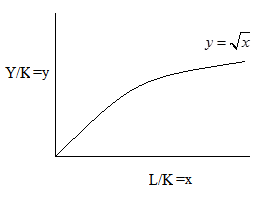 y = √x
Y/K =y
L/K =x